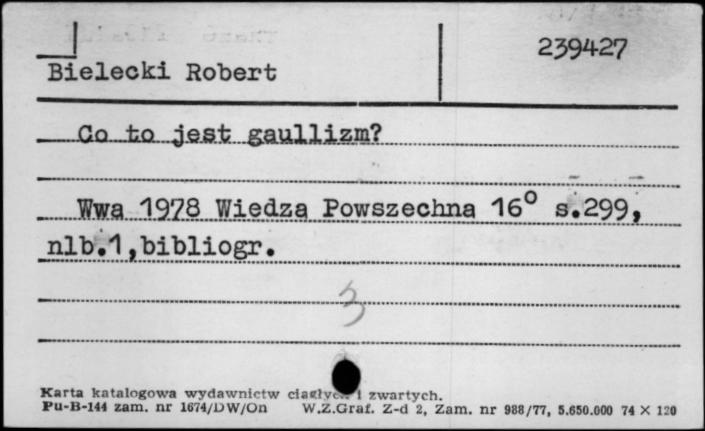 239427
Bielecki Robert
Co to jest gaullizm?
Wwa 1978 Wiedza Powszechna 16° s.299,
nlb.1,bibliogr.
3
Karta katalogowa wydawnictw ciągłych i zwartych.
Pu-B-144 zam. nr 1674/DW/On W.Z.Graf. Z-d 2, Zam. nr 988/77, 5.650.000 74 X 120